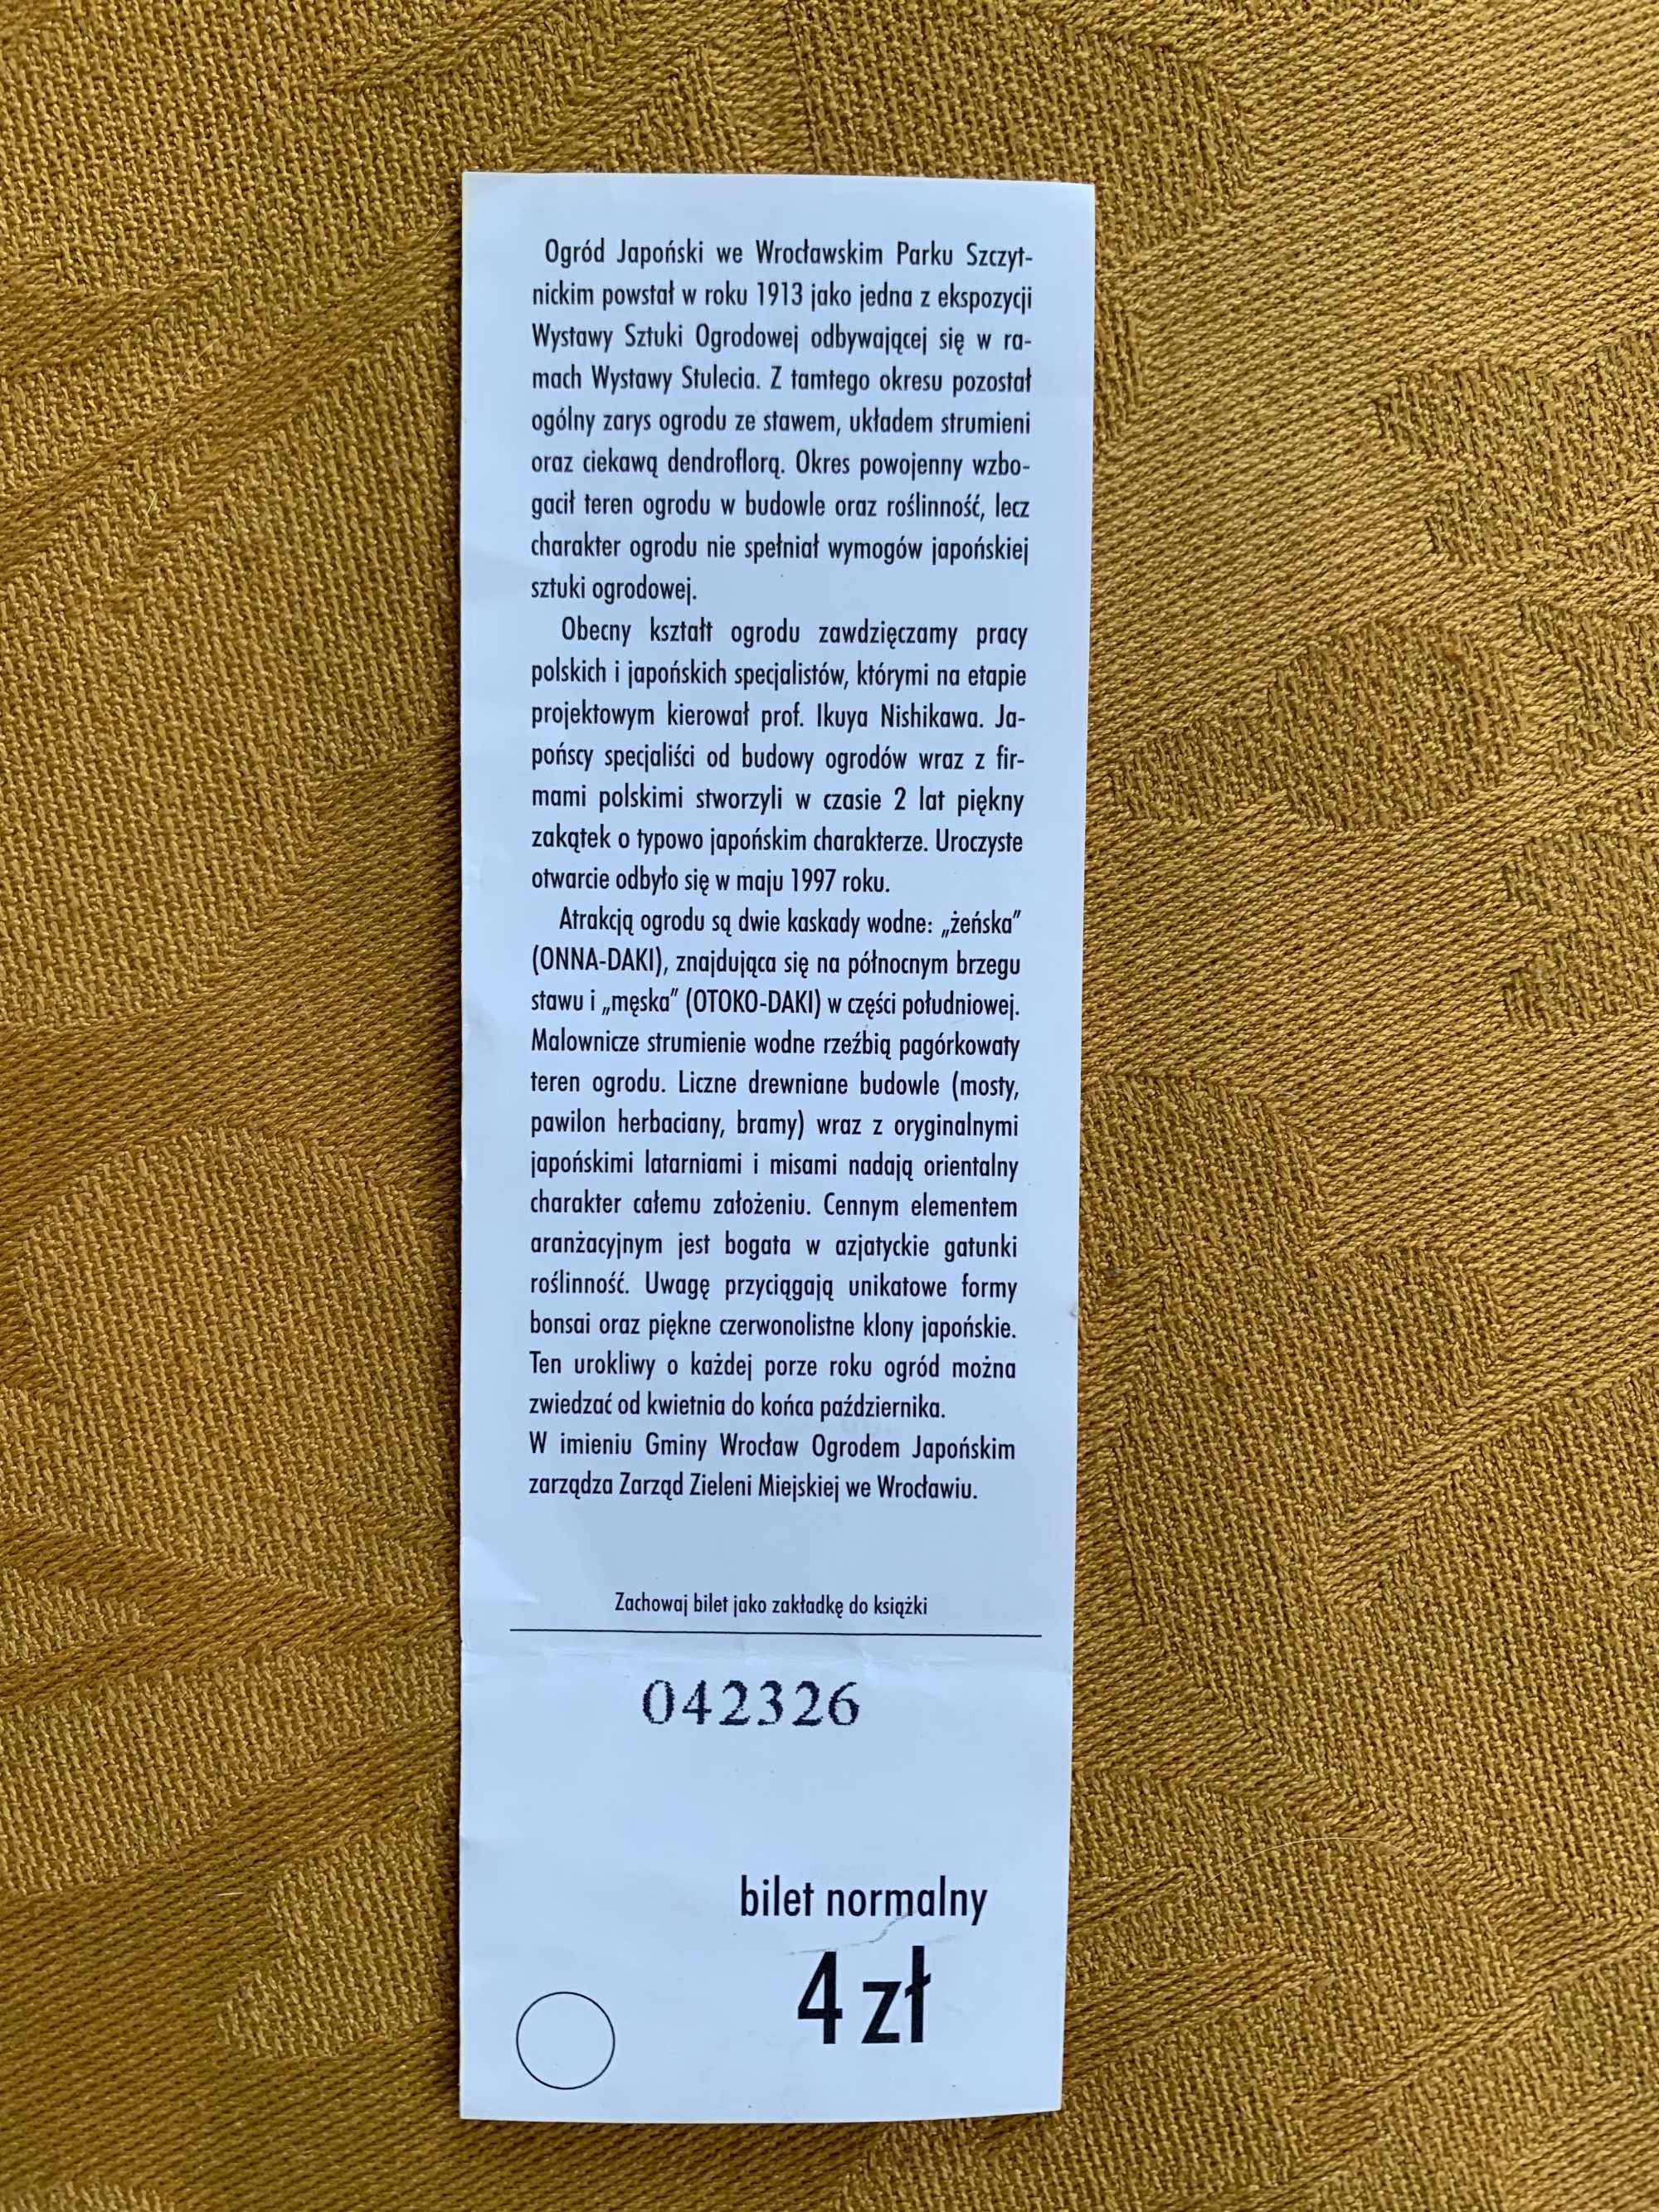 Ogród Japoński we Wrocławskim Parku Szczyt-
nickim powstał w roku 1913 jako jedna z ekspozycji
Wystawy Sztuki Ogrodowej odbywającej się w ra-
mach Wystawy Stulecia. Z tamtego okresu pozostał
ogólny zarys ogrodu ze stawem, układem strumieni
oraz ciekawą dendroflorą. Okres powojenny wzbo-
gacił teren ogrodu w budowle oraz roślinność, lecz
charakter ogrodu nie spełniał wymogów japońskiej
sztuki ogrodowej.
Obecny kształt ogrodu zawdzięczamy pracy
polskich i japońskich specjalistów, którymi na etapie
projektowym kierował prof. Ikuya Nishikawa. Ja-
pońscy specjaliści od budowy ogrodów wraz z fir-
mami polskimi stworzyli w czasie 2 lat piękny
zakątek o typowo japońskim charakterze. Uroczyste
otwarcie odbyło się w maju 1997 roku.
Atrakcją ogrodu są dwie kaskady wodne: „żeńska”
(ONNA-DAKI), znajdująca się na północnym brzegu
stawu i „męska” (OTOKO-DAKI) w części południowej.
Malownicze strumienie wodne rzeźbią pagórkowaty
teren ogrodu. Liczne drewniane budowle (mosty,
pawilon herbaciany, bramy) wraz z oryginalnymi
japońskimi latarniami i misami nadają orientalny
charakter całemu założeniu. Cennym elementem
aranżacyjnym jest bogata w azjatyckie gatunki
roślinność. Uwagę przyciągają unikatowe formy
bonsai oraz piękne czerwonolistne klony japońskie.
Ten urokliwy o każdej porze roku ogród można
zwiedzać od kwietnia do końca października.
W imieniu Gminy Wrocław Ogrodem Japońskim
zarządza Zarząd Zieleni Miejskiej we Wrocławiu.
Zachowaj bilet jako zakładkę do książki
042326
bilet normalny
4 zł